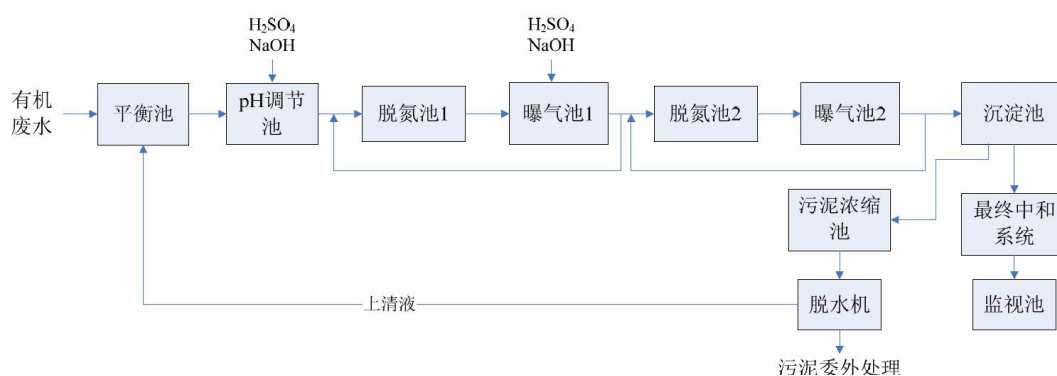 H₂SO₄
NaOH
H₂SO₄
NaOH
有机
废水
平衡池
pH调节
池
脱氮池1
曝气池1
脱氮池2
曝气池2
沉淀池
污泥浓缩
池
最终中和
系统
上清液
脱水机
监视池
污泥委外处理